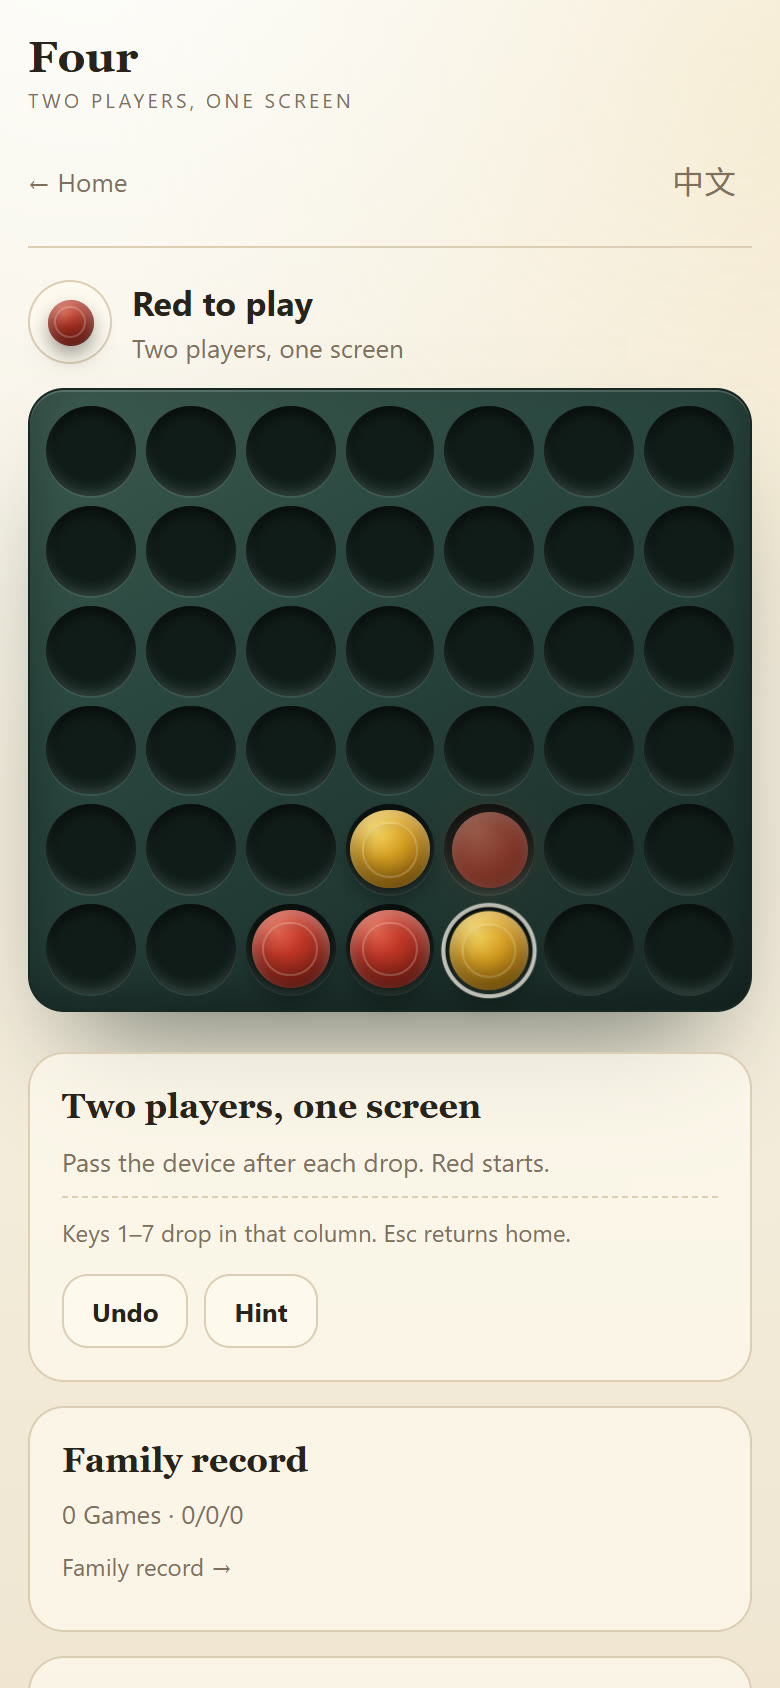 Four
TWO PLAYERS, ONE SCREEN
← Home
中文
Red to play
Two players, one screen
Two players, one screen
Pass the device after each drop. Red starts.
Keys 1–7 drop in that column. Esc returns home.
Undo
Hint
Family record
0 Games · 0/0/0
Family record →